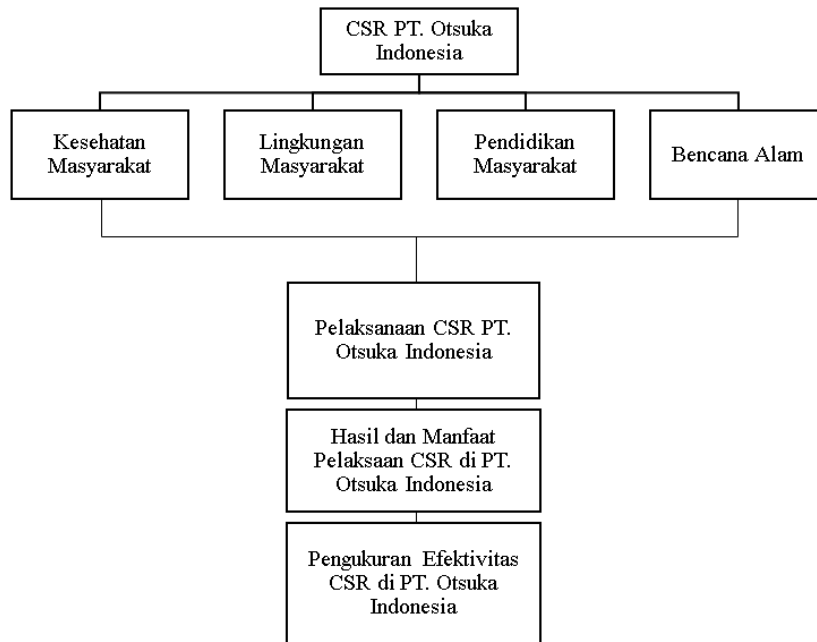 CSR PT. Otsuka
Indonesia
Kesehatan
Masyarakat
Lingkungan
Masyarakat
Pendidikan
Masyarakat
Bencana Alam
Pelaksanaan CSR PT.
Otsuka Indonesia
Hasil dan Manfaat
Pelaksaan CSR di PT.
Otsuka Indonesia
Pengukuran Efektivitas
CSR di PT. Otsuka
Indonesia